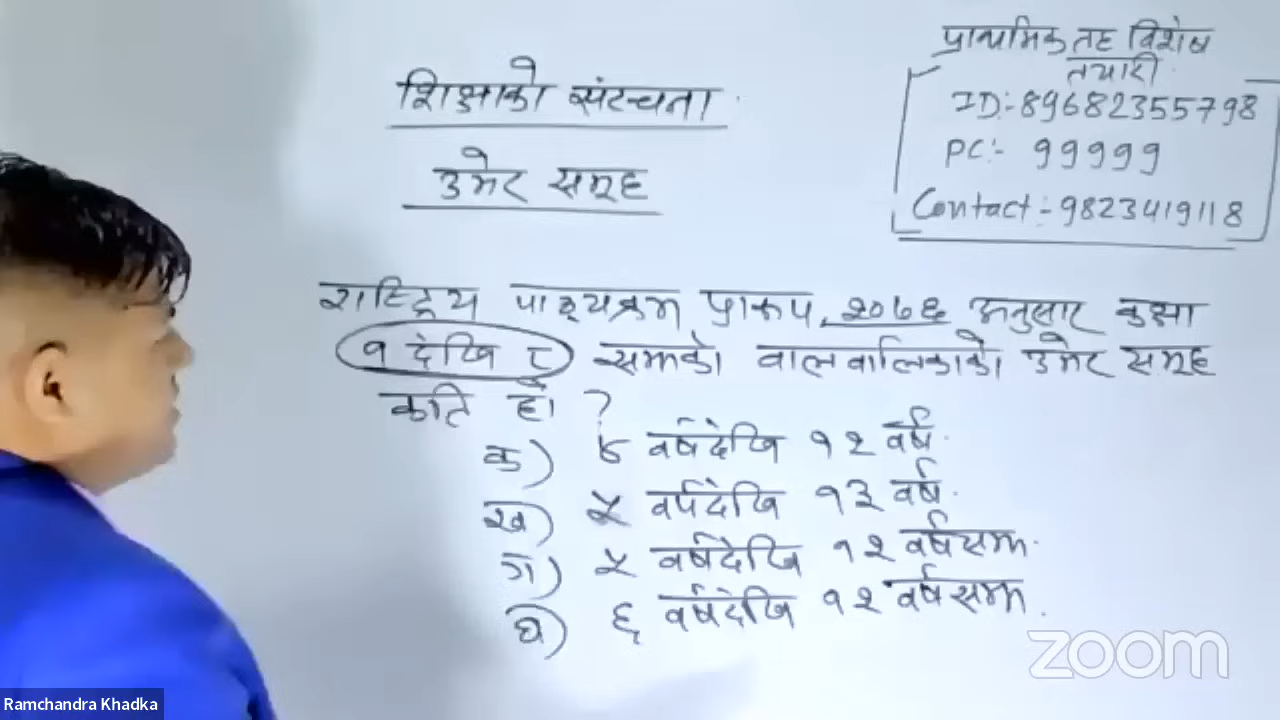 शिक्षाको संरचना
उमेर समूह
प्राथमिक तह विशेष
तयारी
ID:- 89682355798
PC:- 99999
Contact:- 9823419118
राष्ट्रिय पाठ्यक्रम प्रारूप, २०७६ अनुसार कक्षा
१ देखि ८ सम्मको बालबालिकाको उमेर समूह
कति हो ?
क) ४ वर्षदेखि १२ वर्ष.
ख) ५ वर्षदेखि १३ वर्ष.
ग) ५ वर्षदेखि १२ वर्षसम्म.
घ) ६ वर्षदेखि १२ वर्षसम्म.
zoom
Ramchandra Khadka